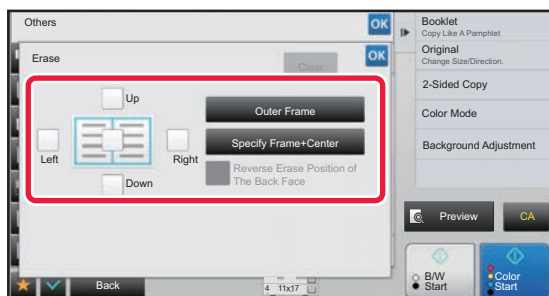 Others
OK
Erase
Clear
OK
Up
Left
Right
Down
Outer Frame
Specify Frame+Center
Reverse Erase Position of
The Back Face
Back
4 11x17
Booklet
Copy Like A Pamphlet
Original
Change Size/Direction.
2-Sided Copy
Color Mode
Background Adjustment
Preview
CA
B/W
Start
Color
Start